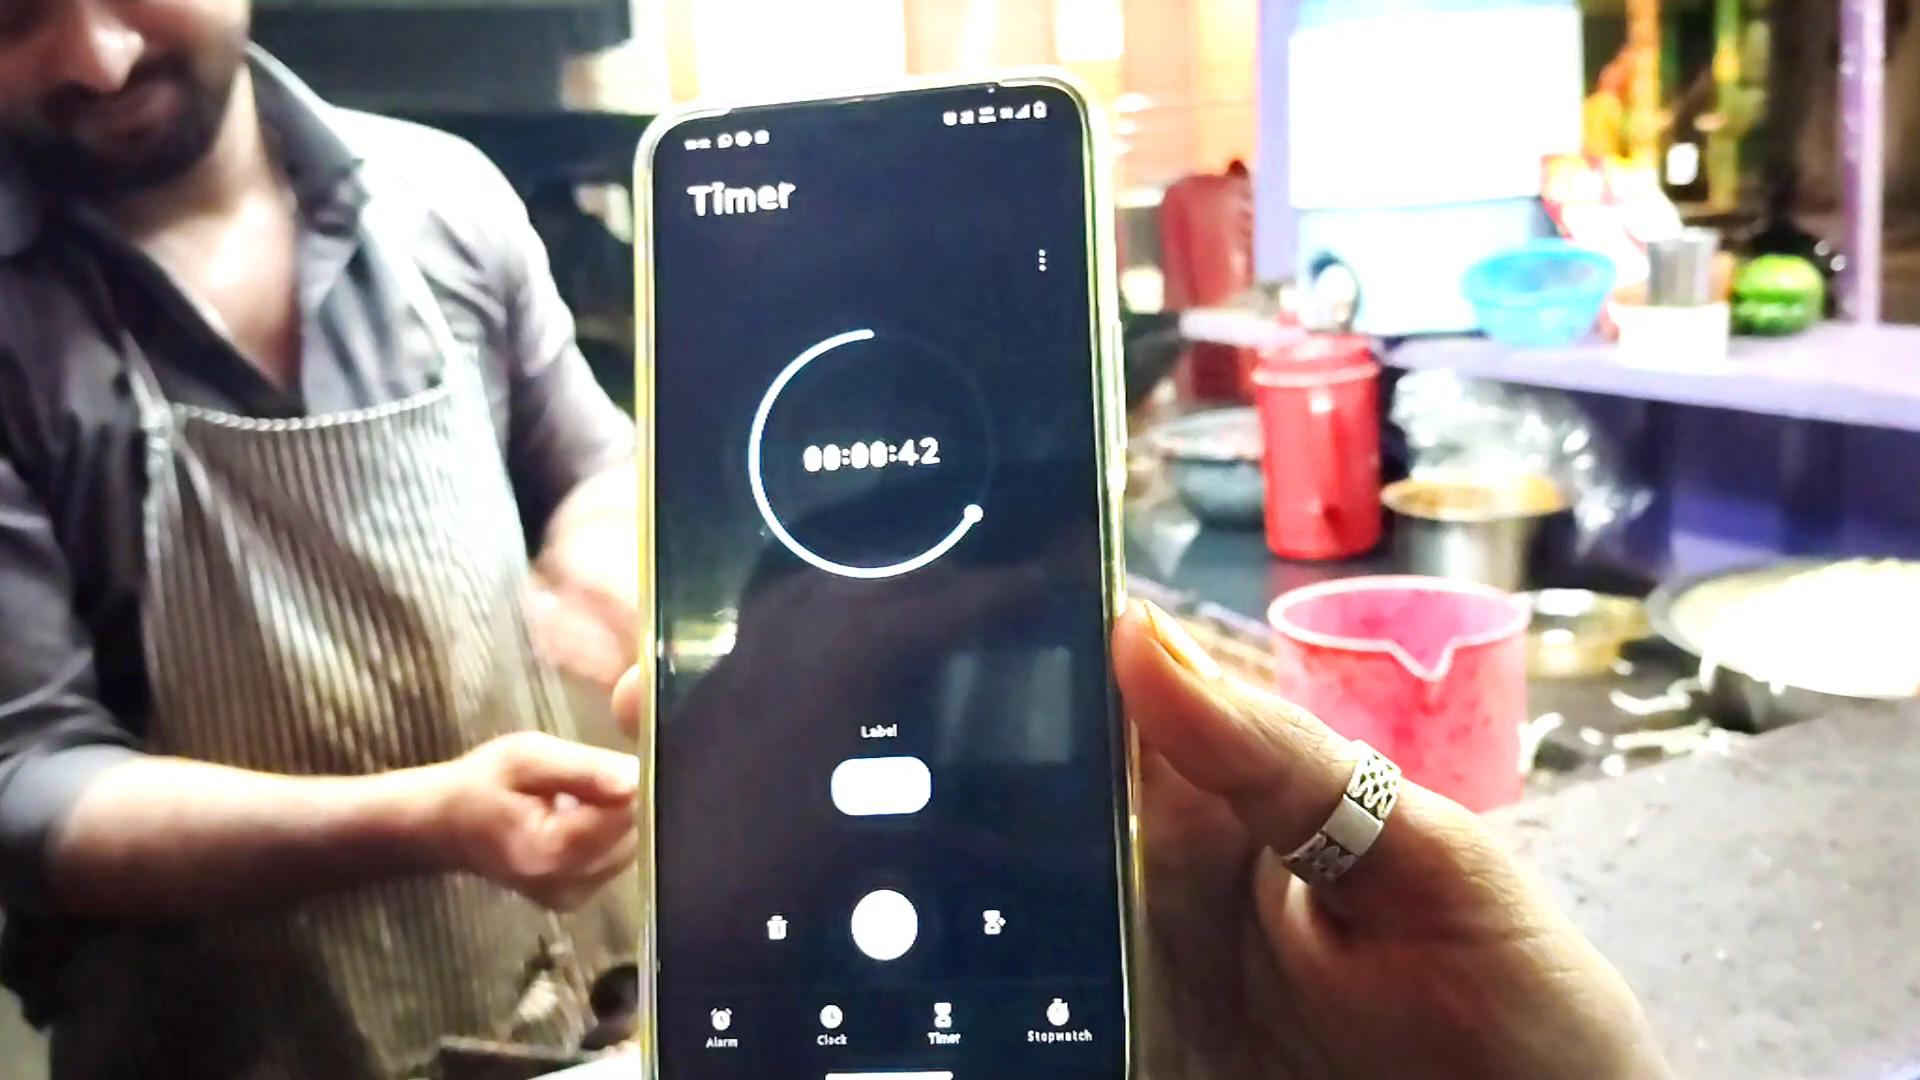 Timer
00:00:42
Label
Alarm
Clock
Timer
Stopwatch